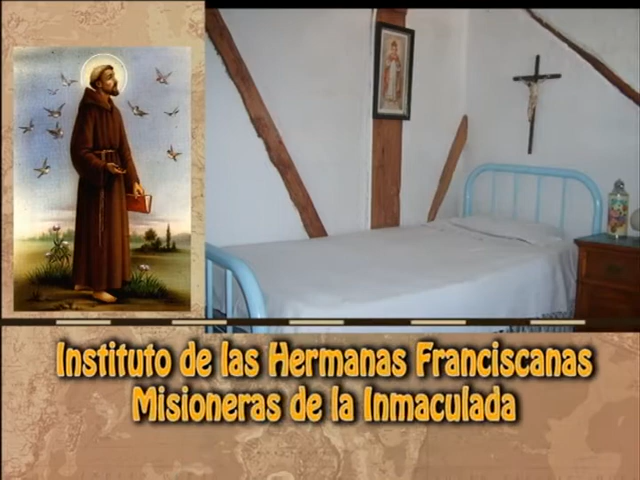 Instituto de las Hermanas Franciscanas
Misioneras de la Inmaculada